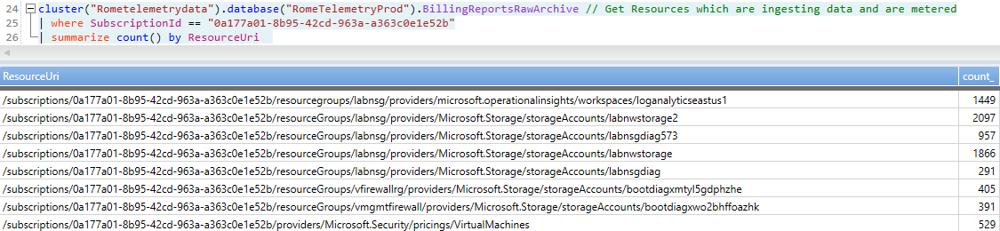 24 cluster("Rometelemetrydata").database("RomeTelemetryProd").BillingReportsRawArchive // Get Resources which are ingesting data and are metered
25 | where SubscriptionId == "0a177a01-8b95-42cd-963a-a363c0e1e52b"
26 | summarize count() by ResourceUri
ResourceUri count_
/subscriptions/0a177a01-8b95-42cd-963a-a363c0e1e52b/resourcegroups/labnsg/providers/microsoft.operationalinsights/workspaces/loganalyticseastus1 1449
/subscriptions/0a177a01-8b95-42cd-963a-a363c0e1e52b/resourceGroups/labnsg/providers/Microsoft.Storage/storageAccounts/labnwstorage2 2097
/subscriptions/0a177a01-8b95-42cd-963a-a363c0e1e52b/resourceGroups/labnsg/providers/Microsoft.Storage/storageAccounts/labnsgdiag573 957
/subscriptions/0a177a01-8b95-42cd-963a-a363c0e1e52b/resourceGroups/labnsg/providers/Microsoft.Storage/storageAccounts/labnwstorage 1866
/subscriptions/0a177a01-8b95-42cd-963a-a363c0e1e52b/resourceGroups/labnsg/providers/Microsoft.Storage/storageAccounts/labnsgdiag 291
/subscriptions/0a177a01-8b95-42cd-963a-a363c0e1e52b/resourceGroups/vfirewallrg/providers/Microsoft.Storage/storageAccounts/bootdiagxmtyl5gdphzhe 405
/subscriptions/0a177a01-8b95-42cd-963a-a363c0e1e52b/resourceGroups/vmgmtfirewall/providers/Microsoft.Storage/storageAccounts/bootdiagxwo2bhffoazhk 391
/subscriptions/0a177a01-8b95-42cd-963a-a363c0e1e52b/providers/Microsoft.Security/pricings/VirtualMachines 529